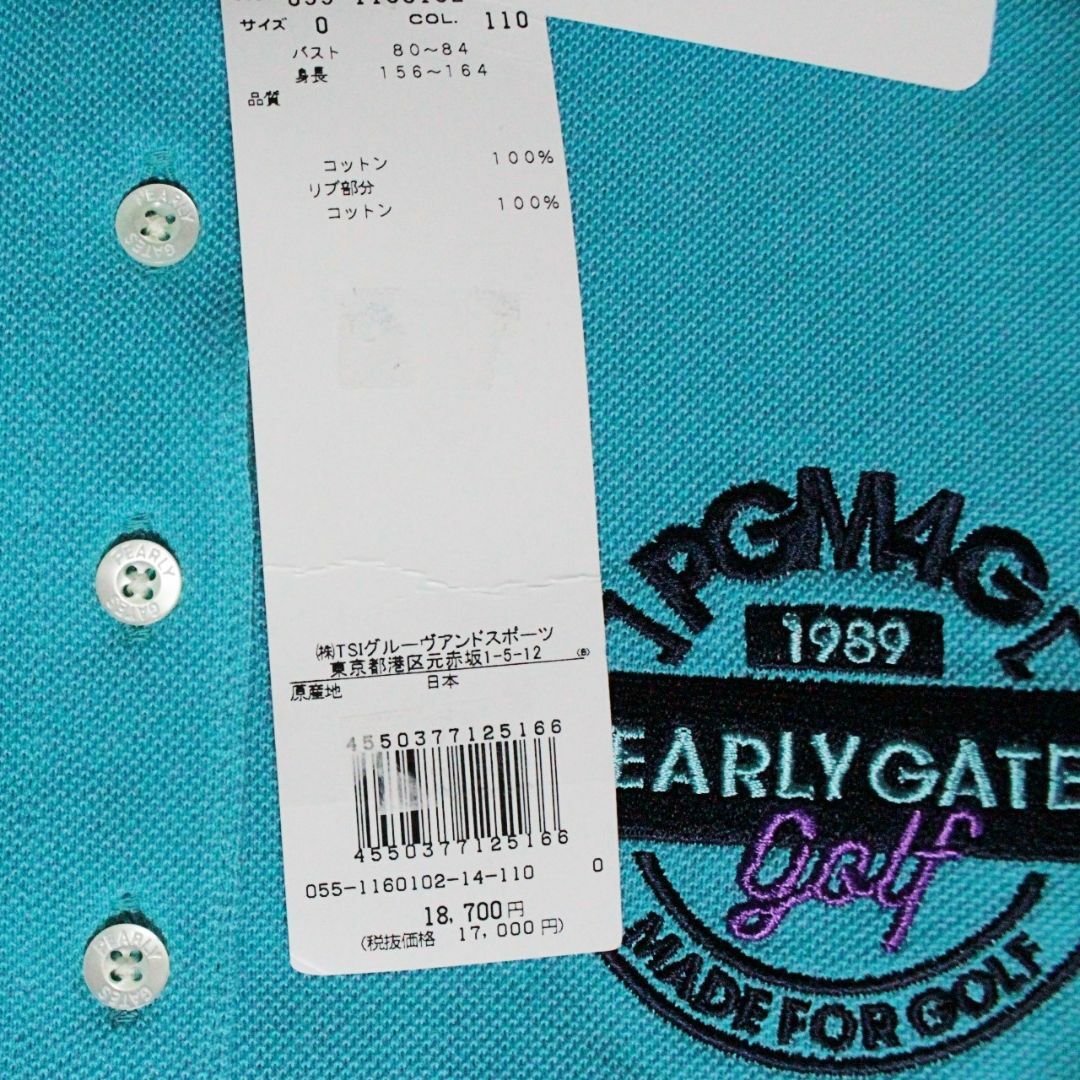 サイズ 0 COL. 110
バスト 80～84
身長 156～164
品質
コットン 100%
リブ部分
コットン 100%
㈱TSIグルーヴアンドスポーツ
東京都港区元赤坂1-5-12 (B)
原産地 日本
4550377125166
4550377125166
055-1160102-14-110 0
18,700円
(税抜価格 17,000円)
PEARLY
GATES
PEARLY
GATES
PEARLY
GATES
PGM4G
1989
EARLY GATE
golf
MADE FOR GOLF